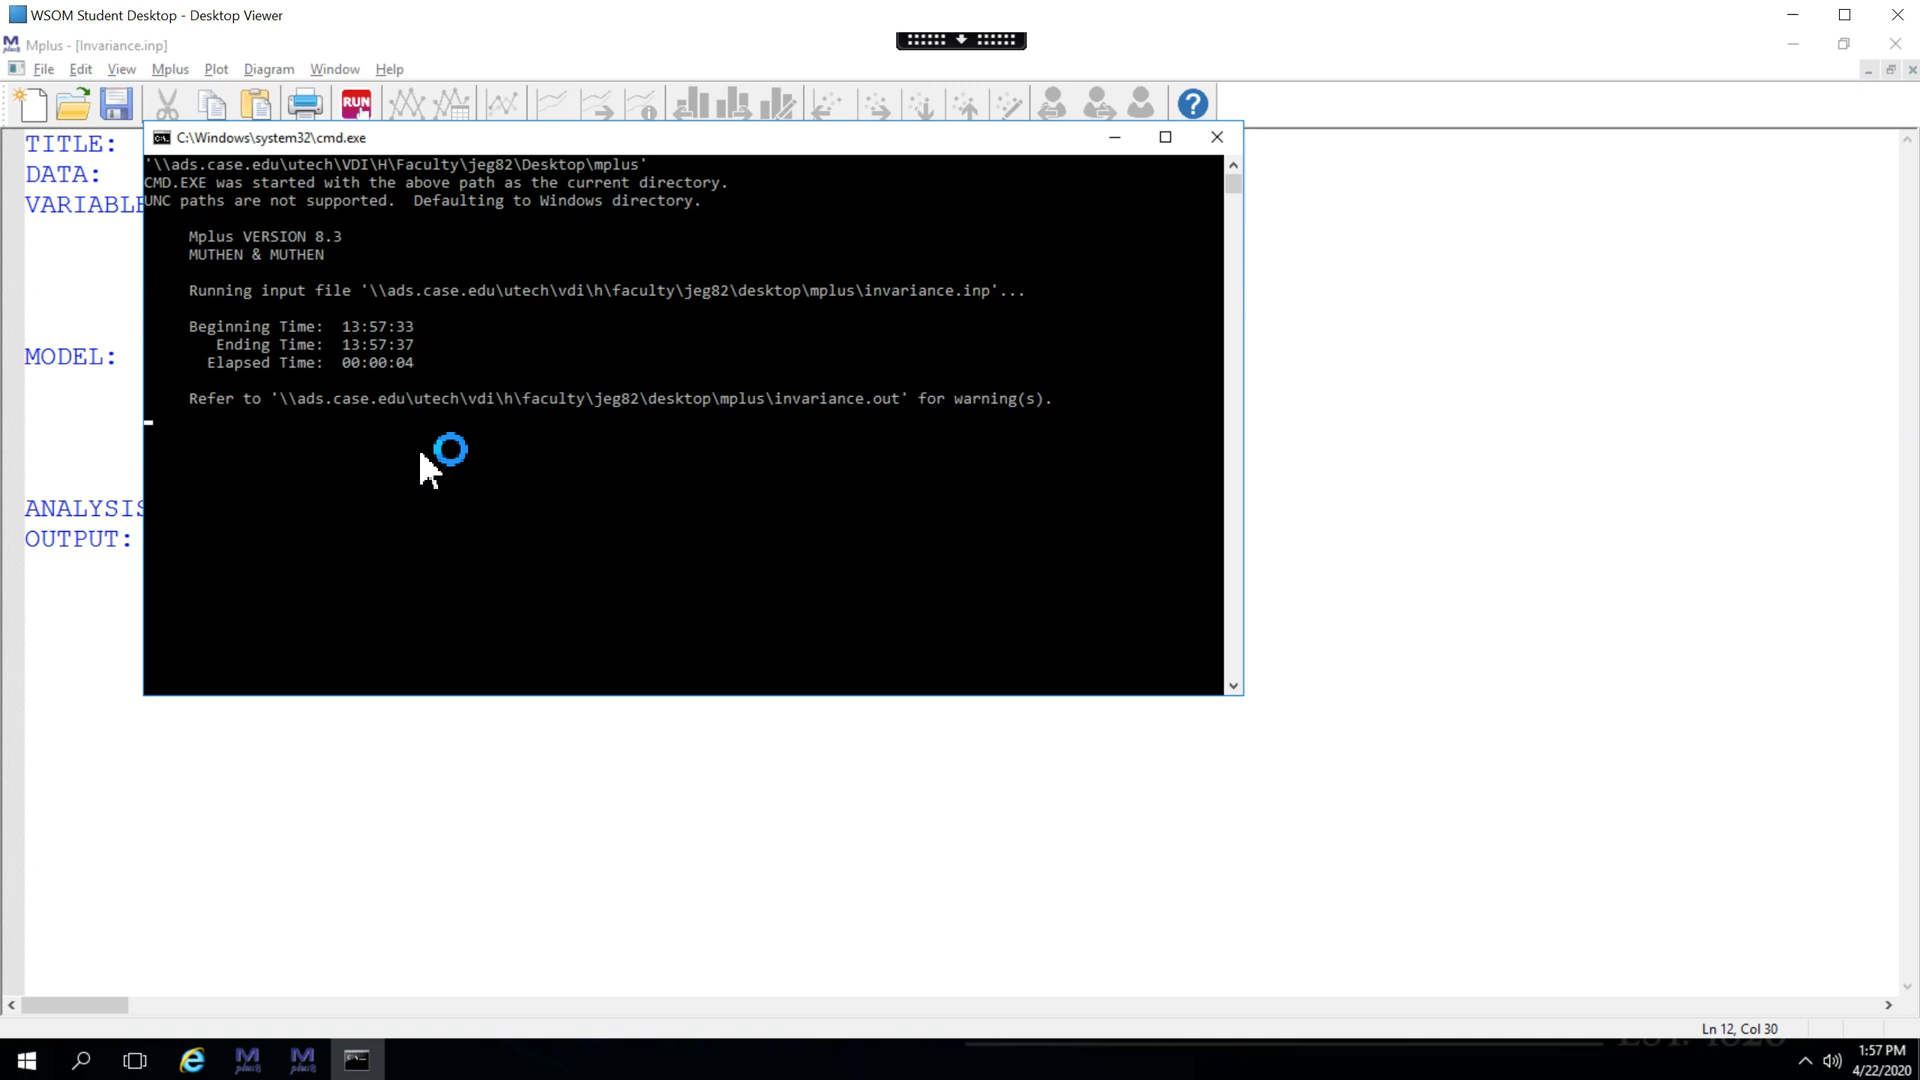 WSOM Student Desktop - Desktop Viewer
Mplus - [Invariance.inp]
File Edit View Mplus Plot Diagram Window Help
RUN
TITLE:
DATA:
VARIABLE
MODEL:
ANALYSIS
OUTPUT:
C:\Windows\system32\cmd.exe
'\\ads.case.edu\utech\VDI\H\Faculty\jeg82\Desktop\mplus'
CMD.EXE was started with the above path as the current directory.
UNC paths are not supported.  Defaulting to Windows directory.
Mplus VERSION 8.3
MUTHEN & MUTHEN
Running input file '\\ads.case.edu\utech\vdi\h\faculty\jeg82\desktop\mplus\invariance.inp'...
Beginning Time:  13:57:33
Ending Time:  13:57:37
Elapsed Time:  00:00:04
Refer to '\\ads.case.edu\utech\vdi\h\faculty\jeg82\desktop\mplus\invariance.out' for warning(s).
Ln 12, Col 30
1:57 PM
4/22/2020